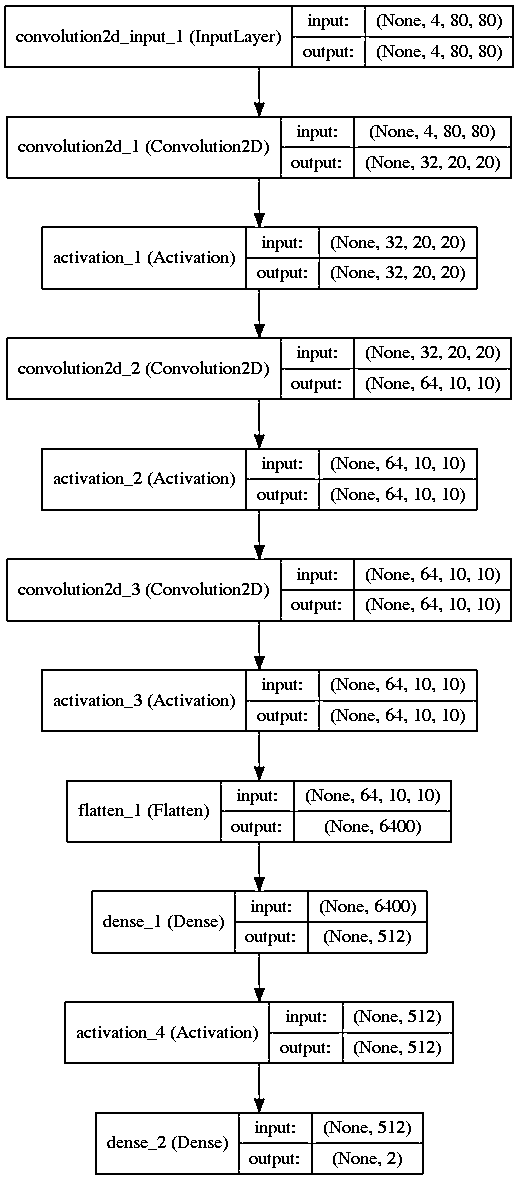 convolution2d_input_1 (InputLayer)
input:
(None, 4, 80, 80)
output:
(None, 4, 80, 80)
convolution2d_1 (Convolution2D)
input:
(None, 4, 80, 80)
output:
(None, 32, 20, 20)
activation_1 (Activation)
input:
(None, 32, 20, 20)
output:
(None, 32, 20, 20)
convolution2d_2 (Convolution2D)
input:
(None, 32, 20, 20)
output:
(None, 64, 10, 10)
activation_2 (Activation)
input:
(None, 64, 10, 10)
output:
(None, 64, 10, 10)
convolution2d_3 (Convolution2D)
input:
(None, 64, 10, 10)
output:
(None, 64, 10, 10)
activation_3 (Activation)
input:
(None, 64, 10, 10)
output:
(None, 64, 10, 10)
flatten_1 (Flatten)
input:
(None, 64, 10, 10)
output:
(None, 6400)
dense_1 (Dense)
input:
(None, 6400)
output:
(None, 512)
activation_4 (Activation)
input:
(None, 512)
output:
(None, 512)
dense_2 (Dense)
input:
(None, 512)
output:
(None, 2)